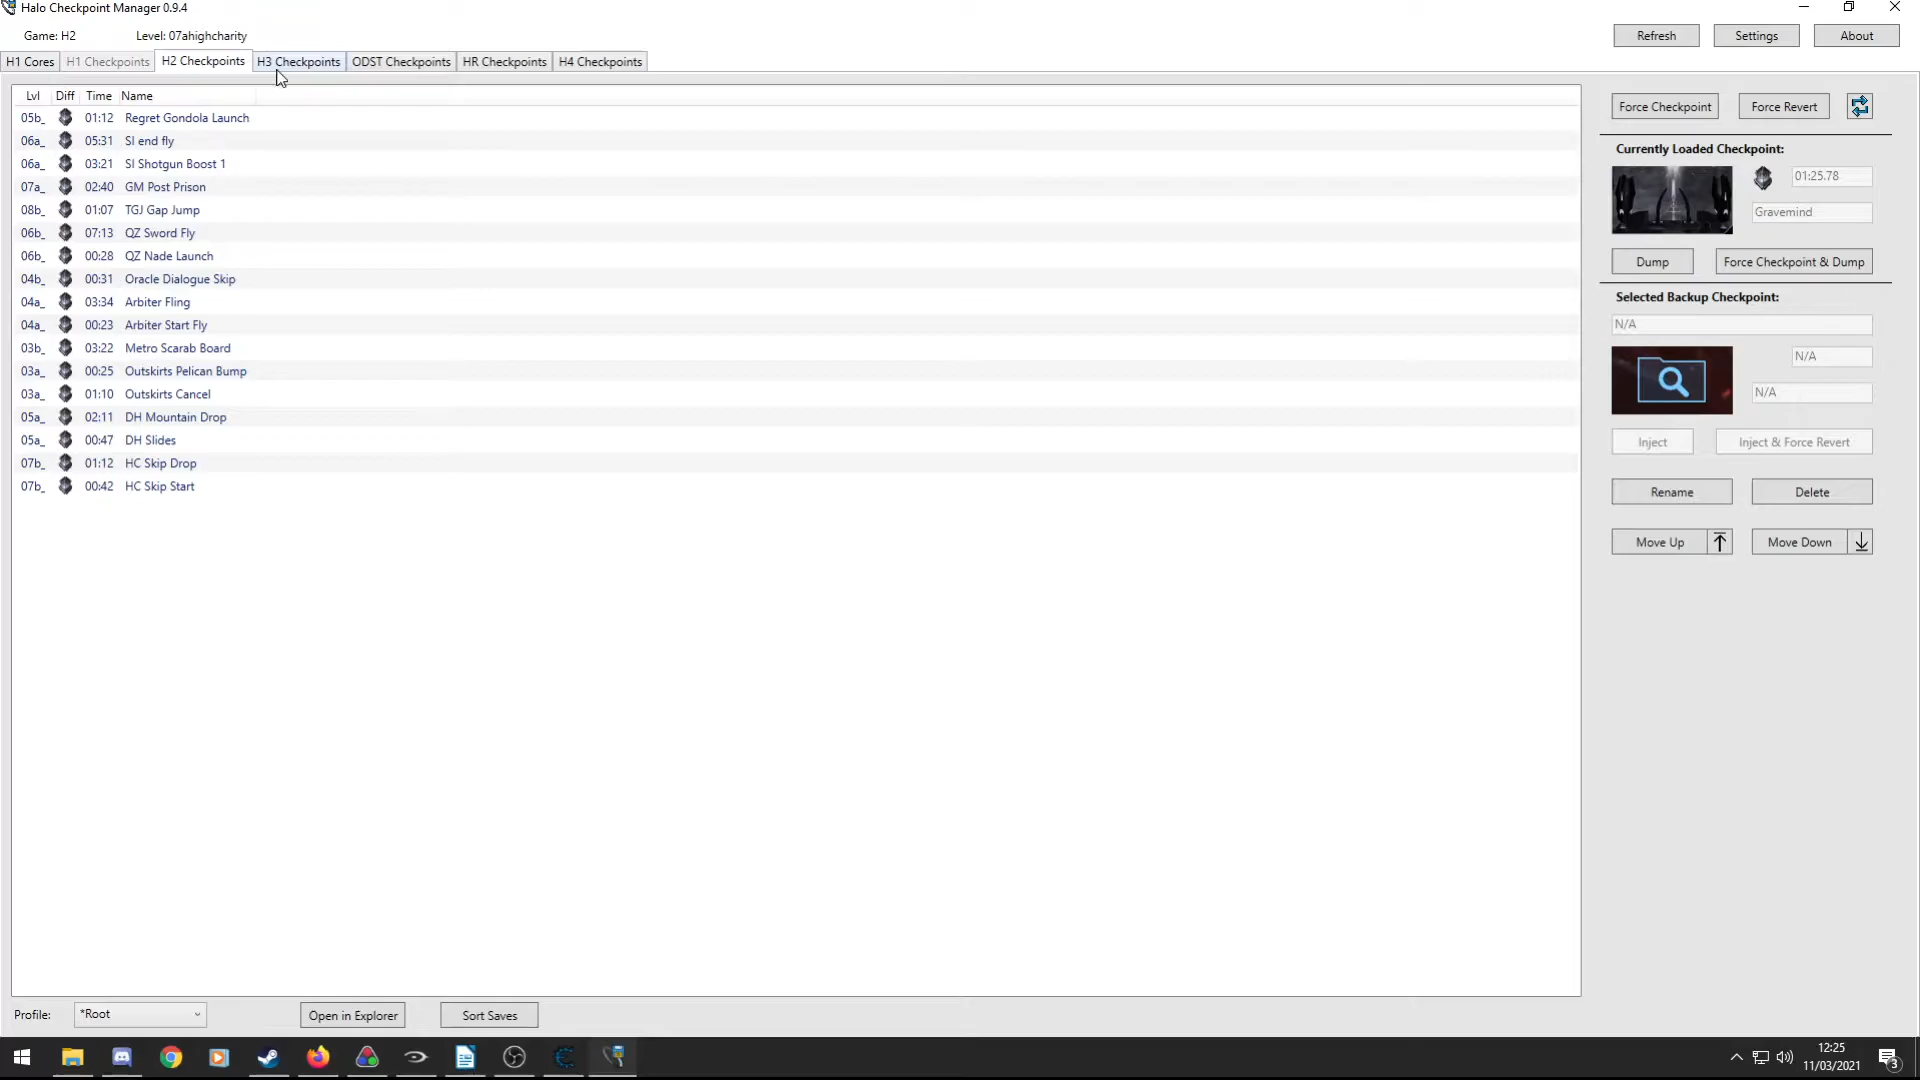 Halo Checkpoint Manager 0.9.4
Game: H2 Level: 07ahighcharity Refresh Settings About
H1 Cores H1 Checkpoints H2 Checkpoints H3 Checkpoints ODST Checkpoints HR Checkpoints H4 Checkpoints
Lvl Diff Time Name
05b_ 01:12 Regret Gondola Launch
06a_ 05:31 SI end fly
06a_ 03:21 SI Shotgun Boost 1
07a_ 02:40 GM Post Prison
08b_ 01:07 TGJ Gap Jump
06b_ 07:13 QZ Sword Fly
06b_ 00:28 QZ Nade Launch
04b_ 00:31 Oracle Dialogue Skip
04a_ 03:34 Arbiter Fling
04a_ 00:23 Arbiter Start Fly
03b_ 03:22 Metro Scarab Board
03a_ 00:25 Outskirts Pelican Bump
03a_ 01:10 Outskirts Cancel
05a_ 02:11 DH Mountain Drop
05a_ 00:47 DH Slides
07b_ 01:12 HC Skip Drop
07b_ 00:42 HC Skip Start
Force Checkpoint Force Revert
Currently Loaded Checkpoint:
01:25.78
Gravemind
Dump Force Checkpoint & Dump
Selected Backup Checkpoint:
N/A
N/A
N/A
Inject Inject & Force Revert
Rename Delete
Move Up Move Down
Profile: *Root Open in Explorer Sort Saves
12:25
11/03/2021
3